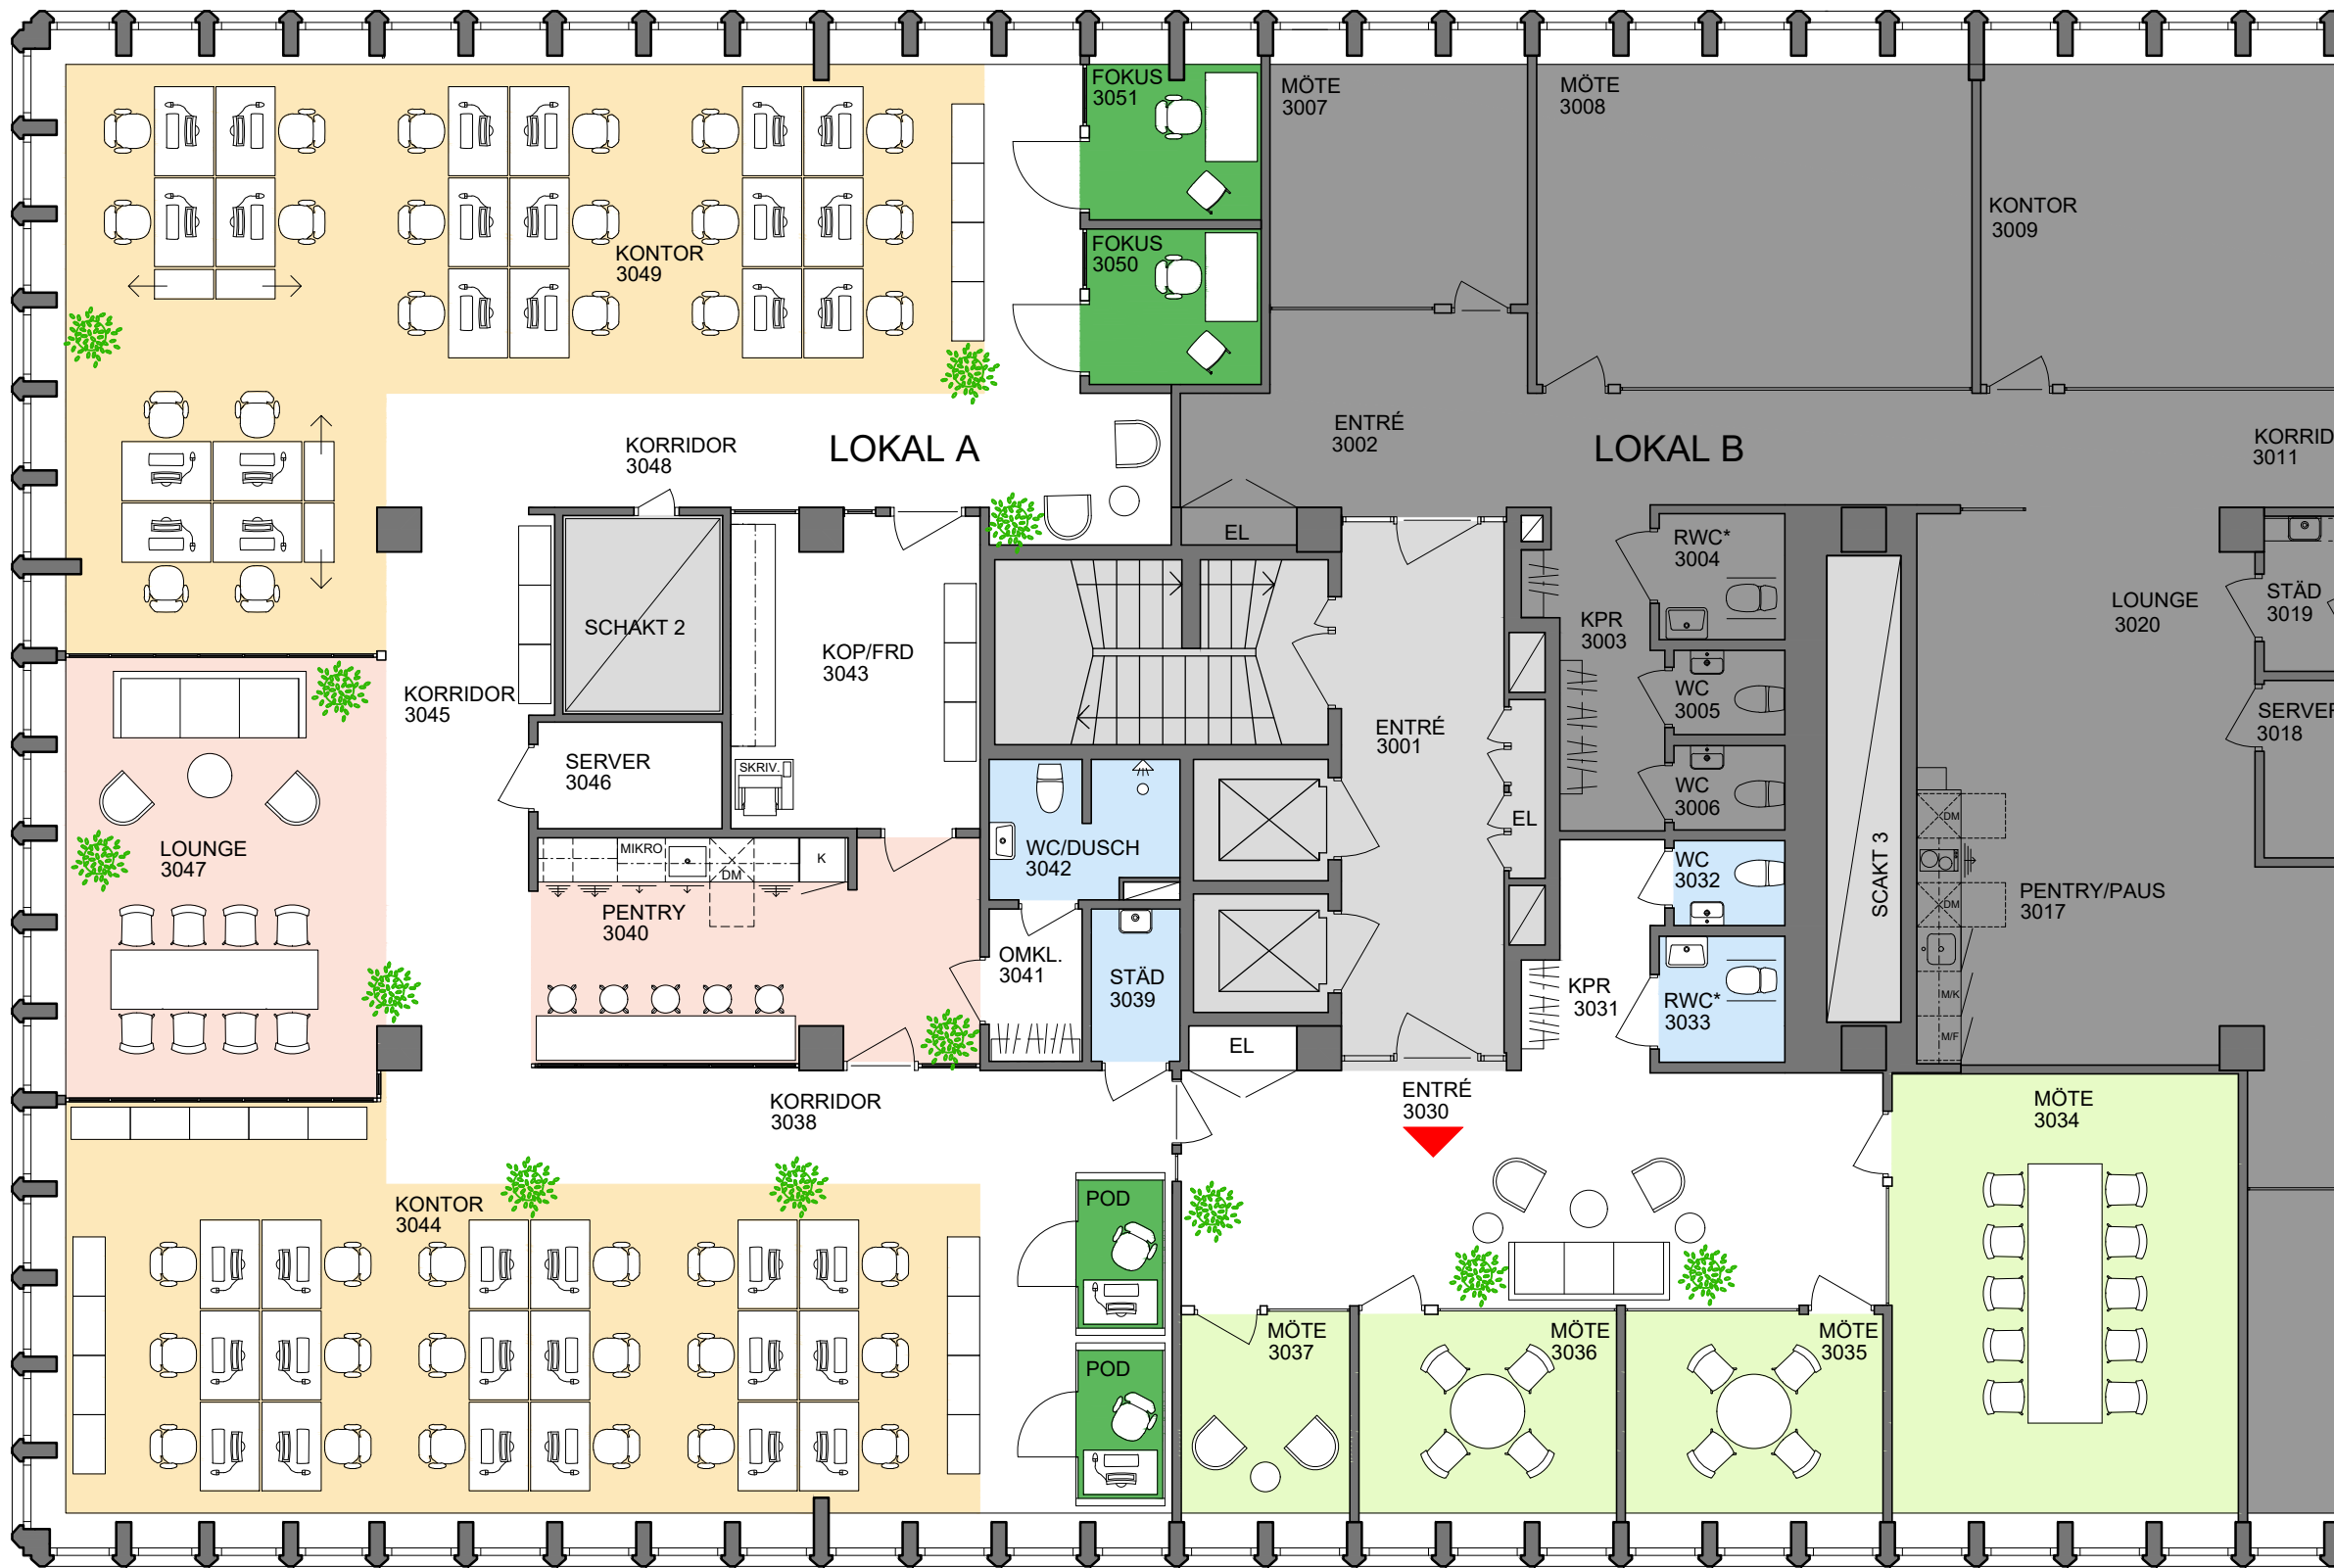 FOKUS
3051
MÖTE
3007
MÖTE
3008
KONTOR
3009
FOKUS
3050
KONTOR
3049
KORRIDOR
3048
LOKAL A
ENTRÉ
3002
LOKAL B
KORRID
3011
EL
RWC*
3004
STÄD
3019
LOUNGE
3020
SCHAKT 2
KOP/FRD
3043
KPR
3003
KORRIDOR
3045
WC
3005
SERVER
3018
ENTRÉ
3001
SERVER
3046
SKRIV.
WC
3006
EL
DM
LOUNGE
3047
MIKRO
DM
K
WC/DUSCH
3042
WC
3032
SCAKT 3
PENTRY/PAUS
3017
DM
PENTRY
3040
OMKL.
3041
STÄD
3039
KPR
3031
RWC*
3033
M/K
M/F
EL
KORRIDOR
3038
ENTRÉ
3030
MÖTE
3034
KONTOR
3044
POD
MÖTE
3037
MÖTE
3036
MÖTE
3035
POD